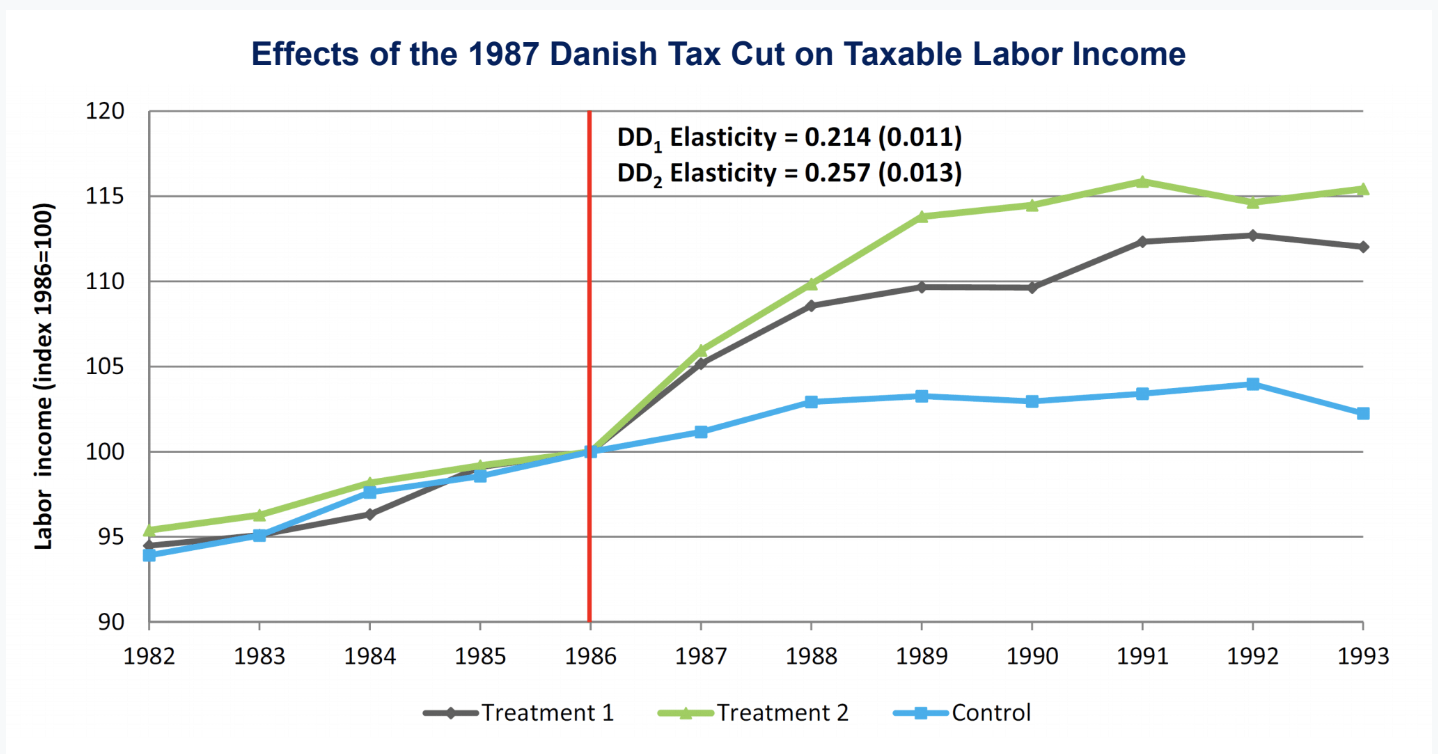 Effects of the 1987 Danish Tax Cut on Taxable Labor Income
Labor income (index 1986=100)
120
115
110
105
100
95
90
DD₁ Elasticity = 0.214 (0.011)
DD₂ Elasticity = 0.257 (0.013)
1982 1983 1984 1985 1986 1987 1988 1989 1990 1991 1992 1993
Treatment 1 Treatment 2 Control